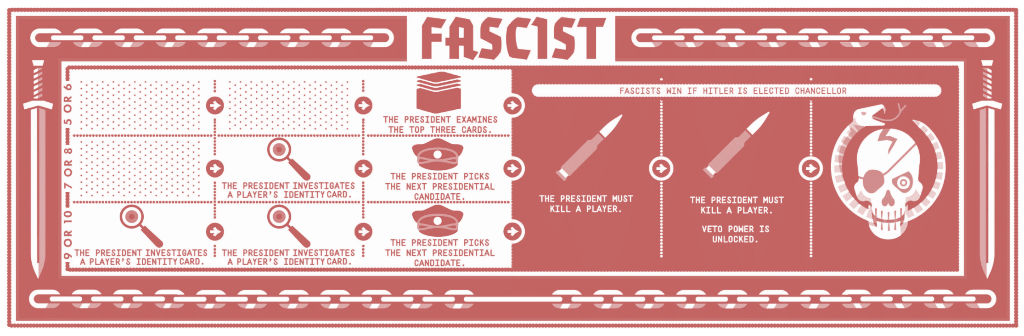 FASCIST
5 OR 6
THE PRESIDENT EXAMINES
THE TOP THREE CARDS.
7 OR 8
THE PRESIDENT INVESTIGATES
A PLAYER'S IDENTITY CARD.
THE PRESIDENT PICKS
THE NEXT PRESIDENTIAL
CANDIDATE.
9 OR 10
THE PRESIDENT INVESTIGATES
A PLAYER'S IDENTITY CARD.
THE PRESIDENT INVESTIGATES
A PLAYER'S IDENTITY CARD.
THE PRESIDENT PICKS
THE NEXT PRESIDENTIAL
CANDIDATE.
FASCISTS WIN IF HITLER IS ELECTED CHANCELLOR
THE PRESIDENT MUST
KILL A PLAYER.
THE PRESIDENT MUST
KILL A PLAYER.
VETO POWER IS
UNLOCKED.